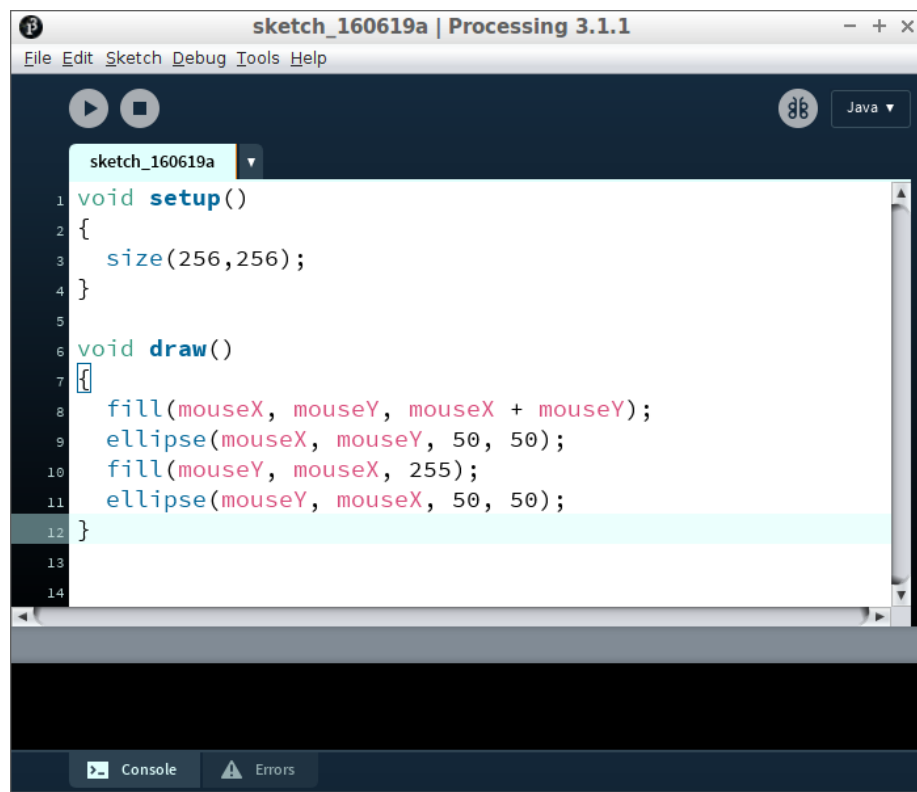 sketch_160619a | Processing 3.1.1
File Edit Sketch Debug Tools Help
Java ▼
sketch_160619a ▼
1 void setup()
2 {
3   size(256,256);
4 }
5
6 void draw()
7 {
8   fill(mouseX, mouseY, mouseX + mouseY);
9   ellipse(mouseX, mouseY, 50, 50);
10   fill(mouseY, mouseX, 255);
11   ellipse(mouseY, mouseX, 50, 50);
12 }
13
14
Console Errors